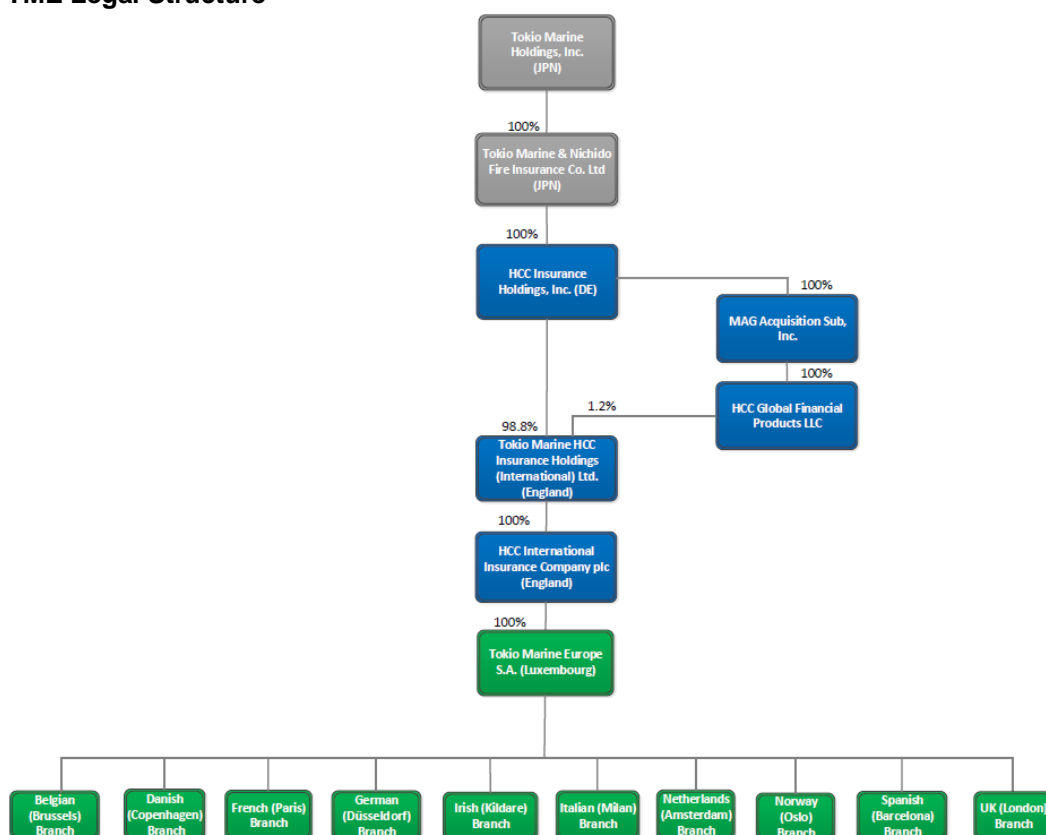 TME Legal Structure
Tokio Marine
Holdings, Inc.
(JPN)
100%
Tokio Marine & Nichido
Fire Insurance Co. Ltd
(JPN)
100%
HCC Insurance
Holdings, Inc. (DE)
100%
MAG Acquisition Sub,
Inc.
100%
HCC Global Financial
Products LLC
1.2%
98.8%
Tokio Marine HCC
Insurance Holdings
(International) Ltd.
(England)
100%
HCC International
Insurance Company plc
(England)
100%
Tokio Marine Europe
S.A. (Luxembourg)
Belgian
(Brussels)
Branch
Danish
(Copenhagen)
Branch
French (Paris)
Branch
German
(Düsseldorf)
Branch
Irish (Kildare)
Branch
Italian (Milan)
Branch
Netherlands
(Amsterdam)
Branch
Norway
(Oslo)
Branch
Spanish
(Barcelona)
Branch
UK (London)
Branch